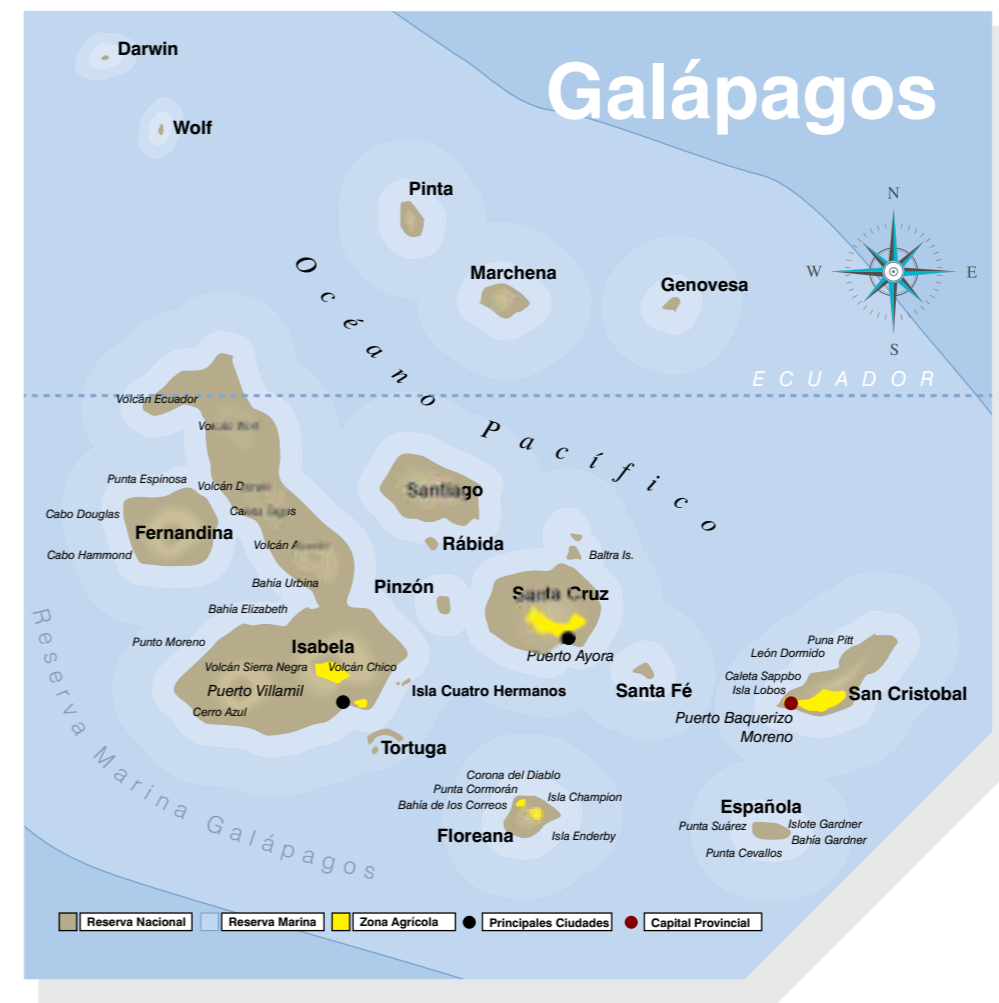 Galápagos
Darwin
Wolf
Pinta
Marchena
Genovesa
N
W
E
S
Océano Pacífico
ECUADOR
Volcán Ecuador
Punta Espinosa
Volcán
Cabo Douglas
Fernandina
Cabo Hammond
Volcán
Bahía Urbina
Bahía Elizabeth
Santiago
Rábida
Baltra Is.
Pinzón
Santa Cruz
Puerto Ayora
Punto Moreno
Isabela
Volcán Sierra Negra
Volcán Chico
Puerto Villamil
Cerro Azul
Isla Cuatro Hermanos
Santa Fé
Puna Pitt
León Dormido
Caleta Sappbo
Isla Lobos
San Cristobal
Puerto Baquerizo
Moreno
Tortuga
Corona del Diablo
Punta Cormorán
Isla Champion
Bahía de los Correos
Floreana
Isla Enderby
Española
Punta Suárez
Islote Gardner
Bahía Gardner
Punta Cevallos
Reserva Marina Galápagos
Reserva Nacional
Reserva Marina
Zona Agrícola
Principales Ciudades
Capital Provincial